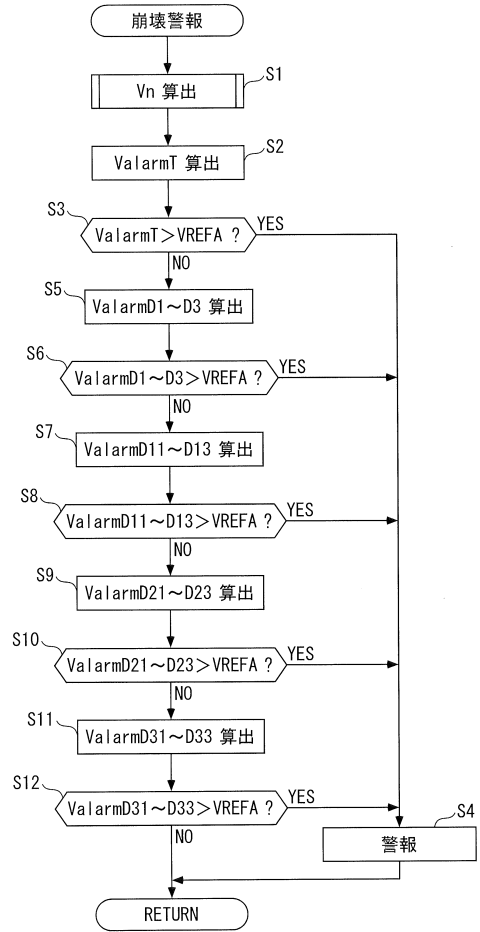 崩壊警報
S1
Vn 算出
S2
ValarmT 算出
S3
ValarmT>VREFA ?
YES
NO
S5
ValarmD1～D3 算出
S6
ValarmD1～D3>VREFA ?
YES
NO
S7
ValarmD11～D13 算出
S8
ValarmD11～D13>VREFA ?
YES
NO
S9
ValarmD21～D23 算出
S10
ValarmD21～D23>VREFA ?
YES
NO
S11
ValarmD31～D33 算出
S12
ValarmD31～D33>VREFA ?
YES
NO
S4
警報
RETURN